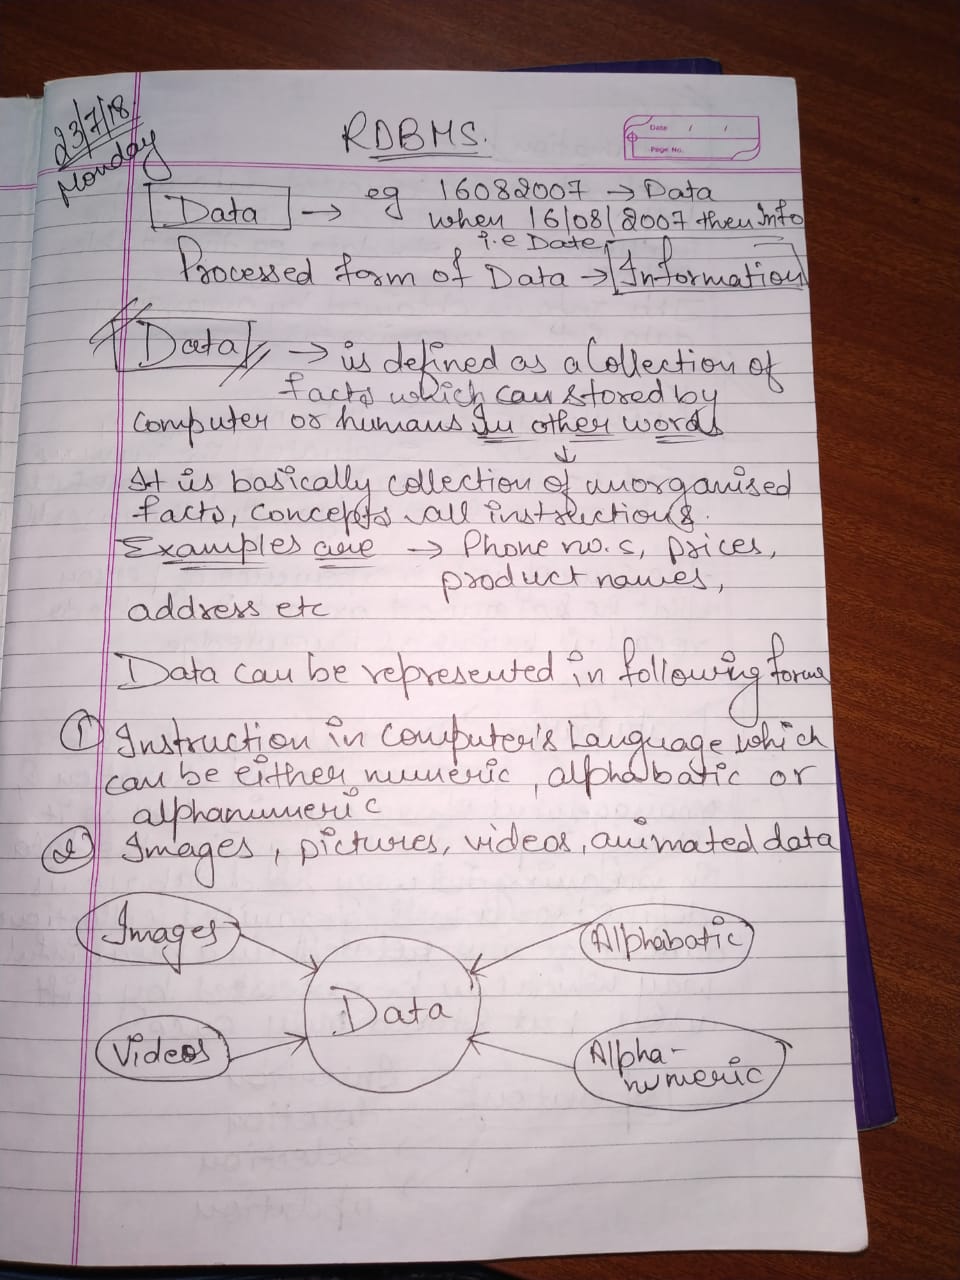 23/7/18
Monday
RDBMS.
Date / /
Page No.
Data → eg 16082007 → Data
when 16/08/2007 then Info
i.e Date
Processed form of Data → Information
Data → is defined as a Collection of
facts which can stored by
computer or humans In other words
↓
It is basically collection of unorganised
facts, concepts all instructions.
Examples are → Phone no.s, prices,
product names,
address etc
Data can be represented in following forms
1 Instruction in Computer's Language which
can be either numeric, alphabatic or
alphanumeric
2 Images, pictures, videos, animated data
Images
Alphabatic
Data
Videos
Alpha-
numeric